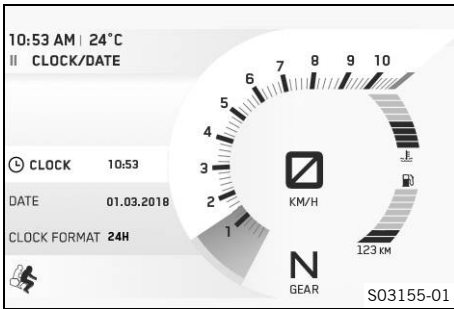 10:53 AM | 24°C
II CLOCK/DATE
CLOCK 10:53
DATE 01.03.2018
CLOCK FORMAT 24H
1
2
3
4
5
6
7
8
9
10
0
KM/H
N
GEAR
123 KM
S03155-01